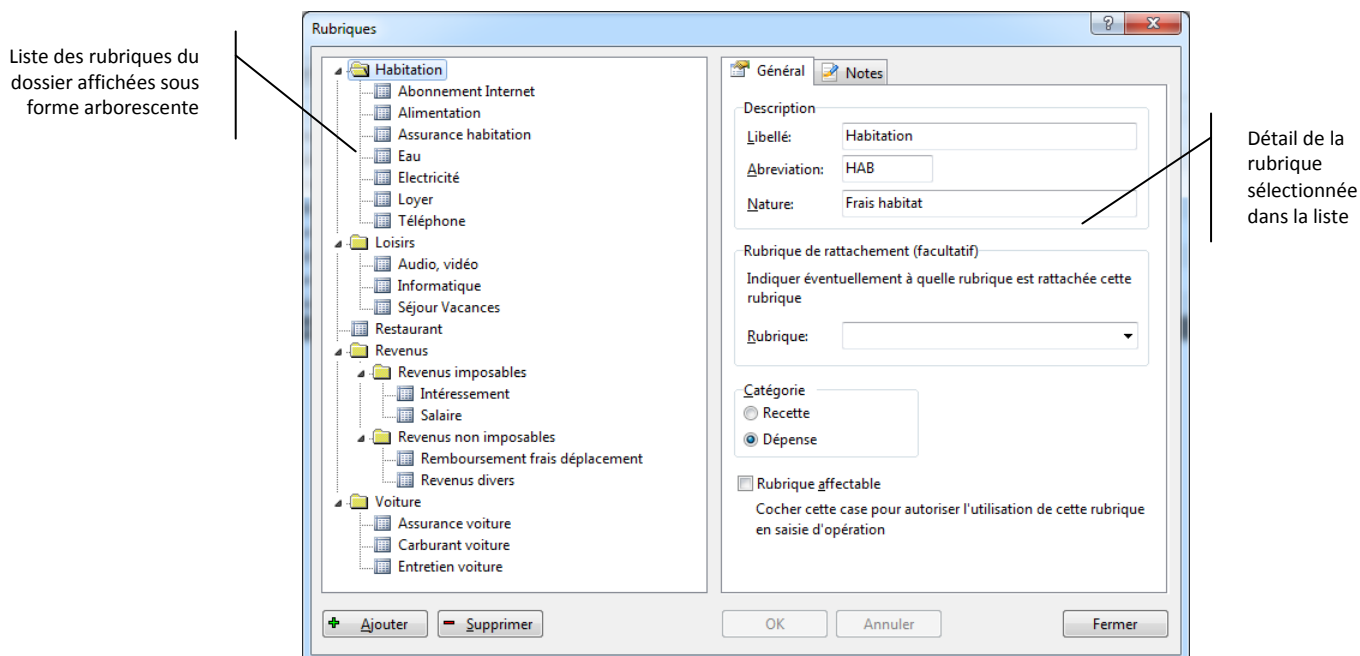 Liste des rubriques du
dossier affichées sous
forme arborescente
Rubriques
Habitation
Abonnement Internet
Alimentation
Assurance habitation
Eau
Electricité
Loyer
Téléphone
Loisirs
Audio, vidéo
Informatique
Séjour Vacances
Restaurant
Revenus
Revenus imposables
Intéressement
Salaire
Revenus non imposables
Remboursement frais déplacement
Revenus divers
Voiture
Assurance voiture
Carburant voiture
Entretien voiture
Ajouter
Supprimer
Général
Notes
Description
Libellé: Habitation
Abreviation: HAB
Nature: Frais habitat
Rubrique de rattachement (facultatif)
Indiquer éventuellement à quelle rubrique est rattachée cette
rubrique
Rubrique:
Catégorie
Recette
Dépense
Rubrique affectable
Cocher cette case pour autoriser l'utilisation de cette rubrique
en saisie d'opération
OK
Annuler
Fermer
Détail de la
rubrique
sélectionnée
dans la liste